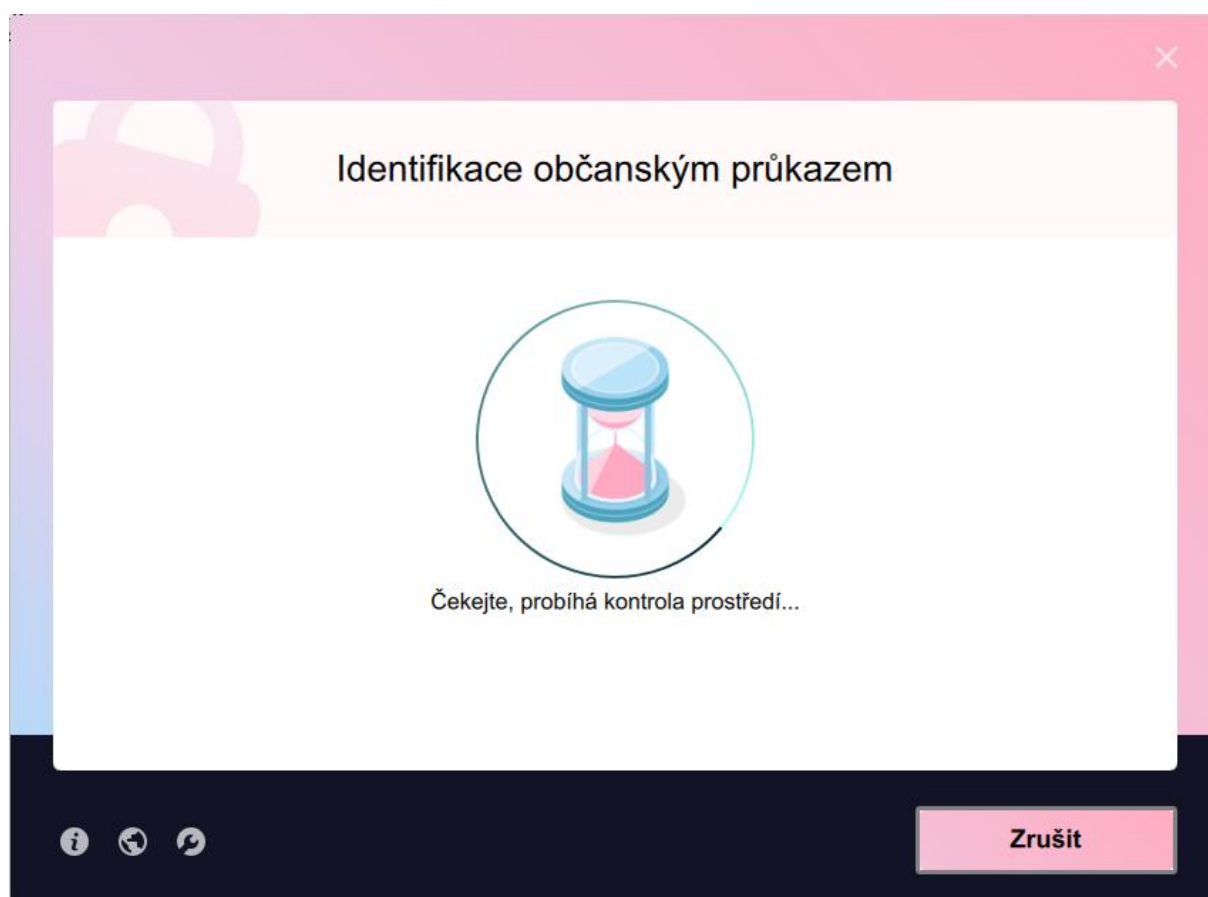 Identifikace občanským průkazem
Čekejte, probíhá kontrola prostředí...
Zrušit